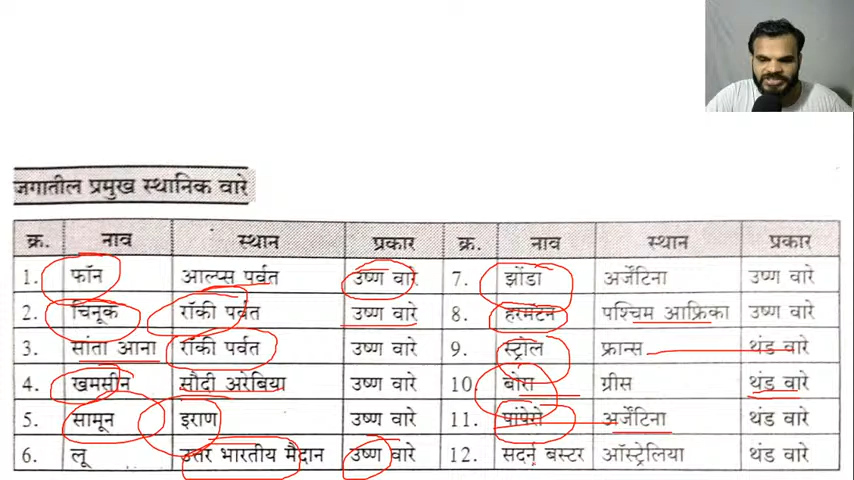 जगातील प्रमुख स्थानिक वारे
क्र. नाव स्थान प्रकार क्र. नाव स्थान प्रकार
1. फॉन आल्प्स पर्वत उष्ण वारे 7. झोंडा अर्जेंटिना उष्ण वारे
2. चिनूक रॉकी पर्वत उष्ण वारे 8. हरमॅटन पश्चिम आफ्रिका उष्ण वारे
3. सांता आना रॉकी पर्वत उष्ण वारे 9. स्ट्रोल फ्रान्स थंड वारे
4. खमसीन सौदी अरेबिया उष्ण वारे 10. बोरा ग्रीस थंड वारे
5. सामून इराण उष्ण वारे 11. पांपेरो अर्जेंटिना थंड वारे
6. लू उत्तर भारतीय मैदान उष्ण वारे 12. सदर्न बस्टर ऑस्ट्रेलिया थंड वारे